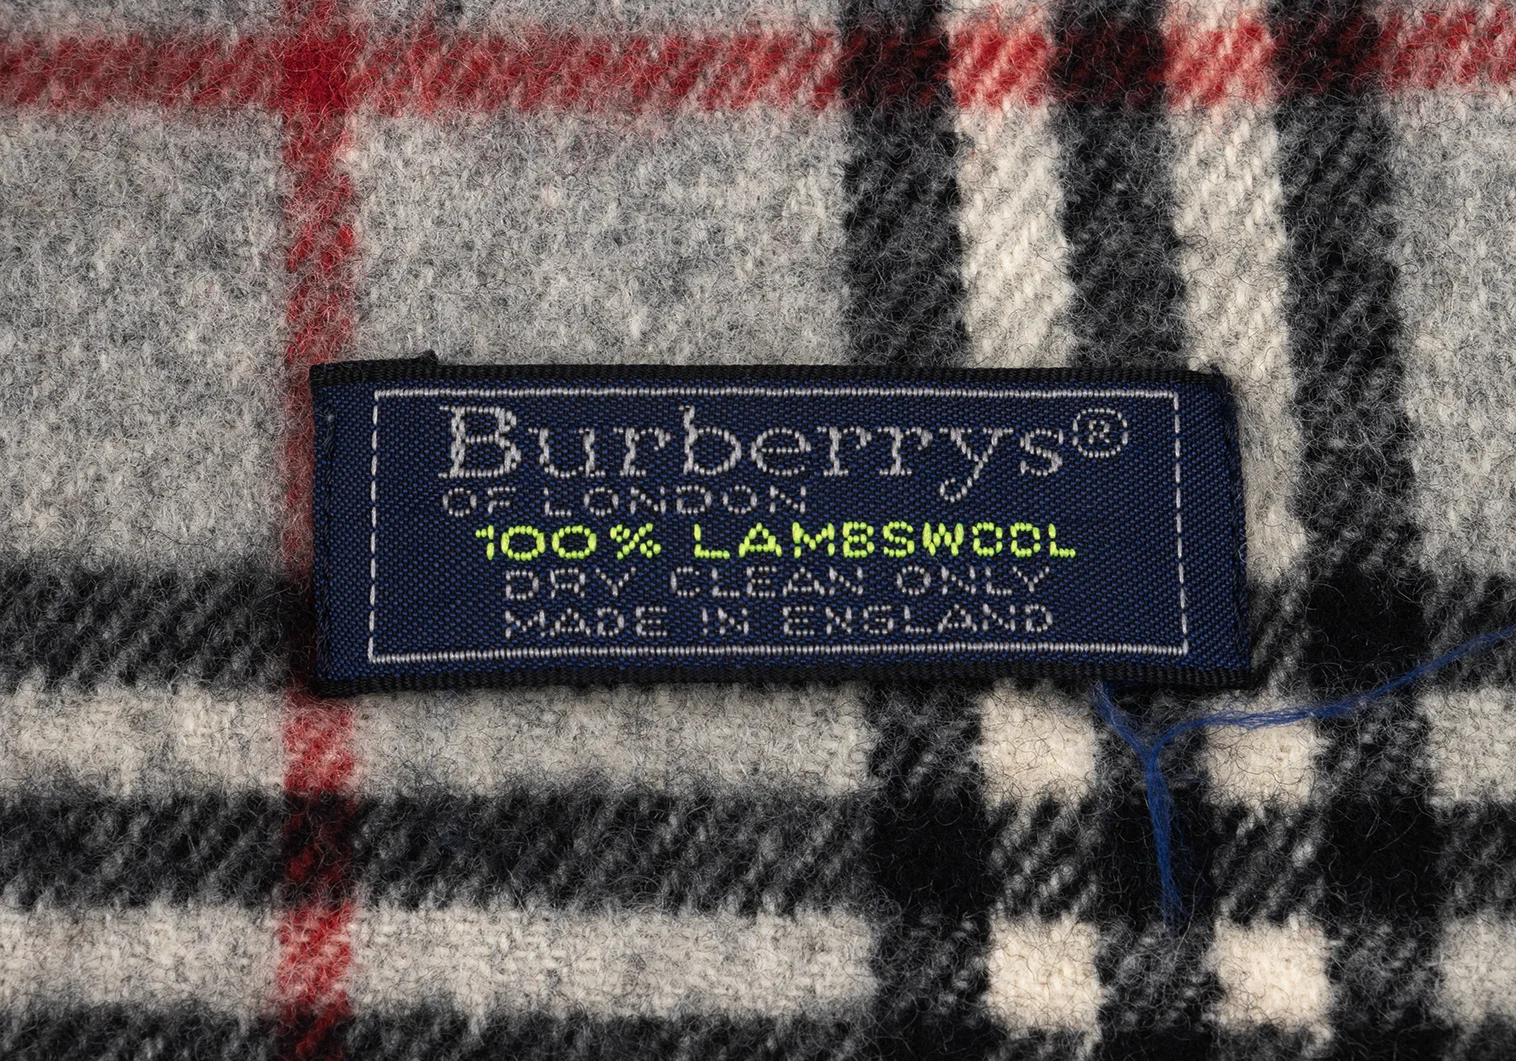 Burberrys®
OF LONDON
100% LAMBSWOOL
DRY CLEAN ONLY
MADE IN ENGLAND